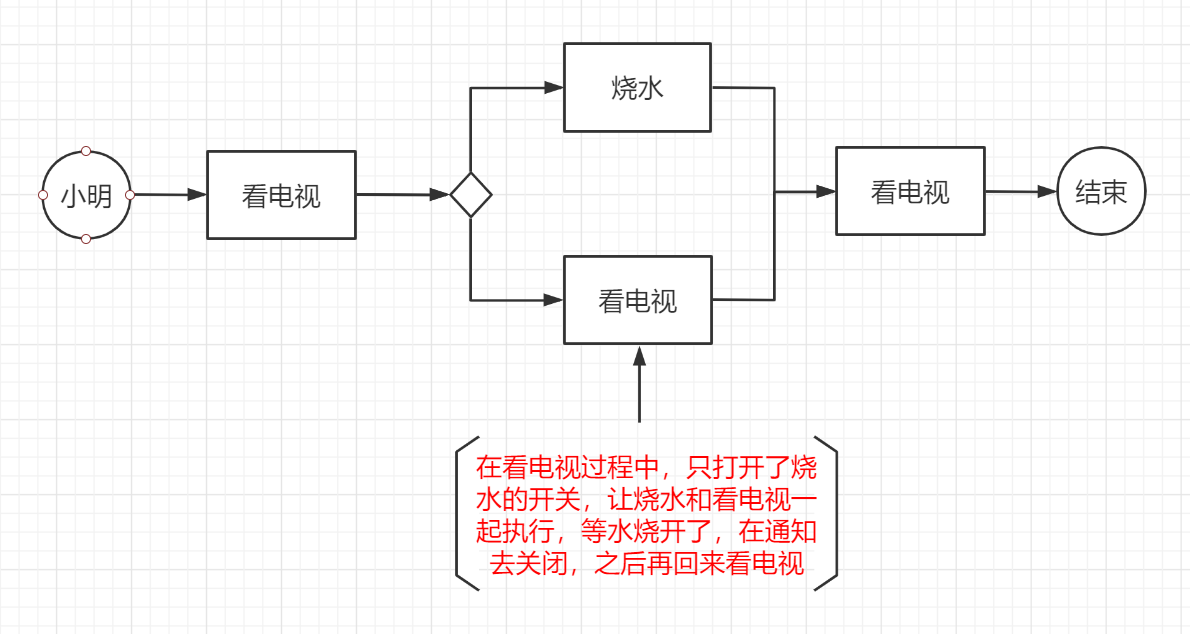 小明
看电视
烧水
看电视
看电视
结束
在看电视过程中，只打开了烧
水的开关，让烧水和看电视一
起执行，等水烧开了，在通知
去关闭，之后再回来看电视